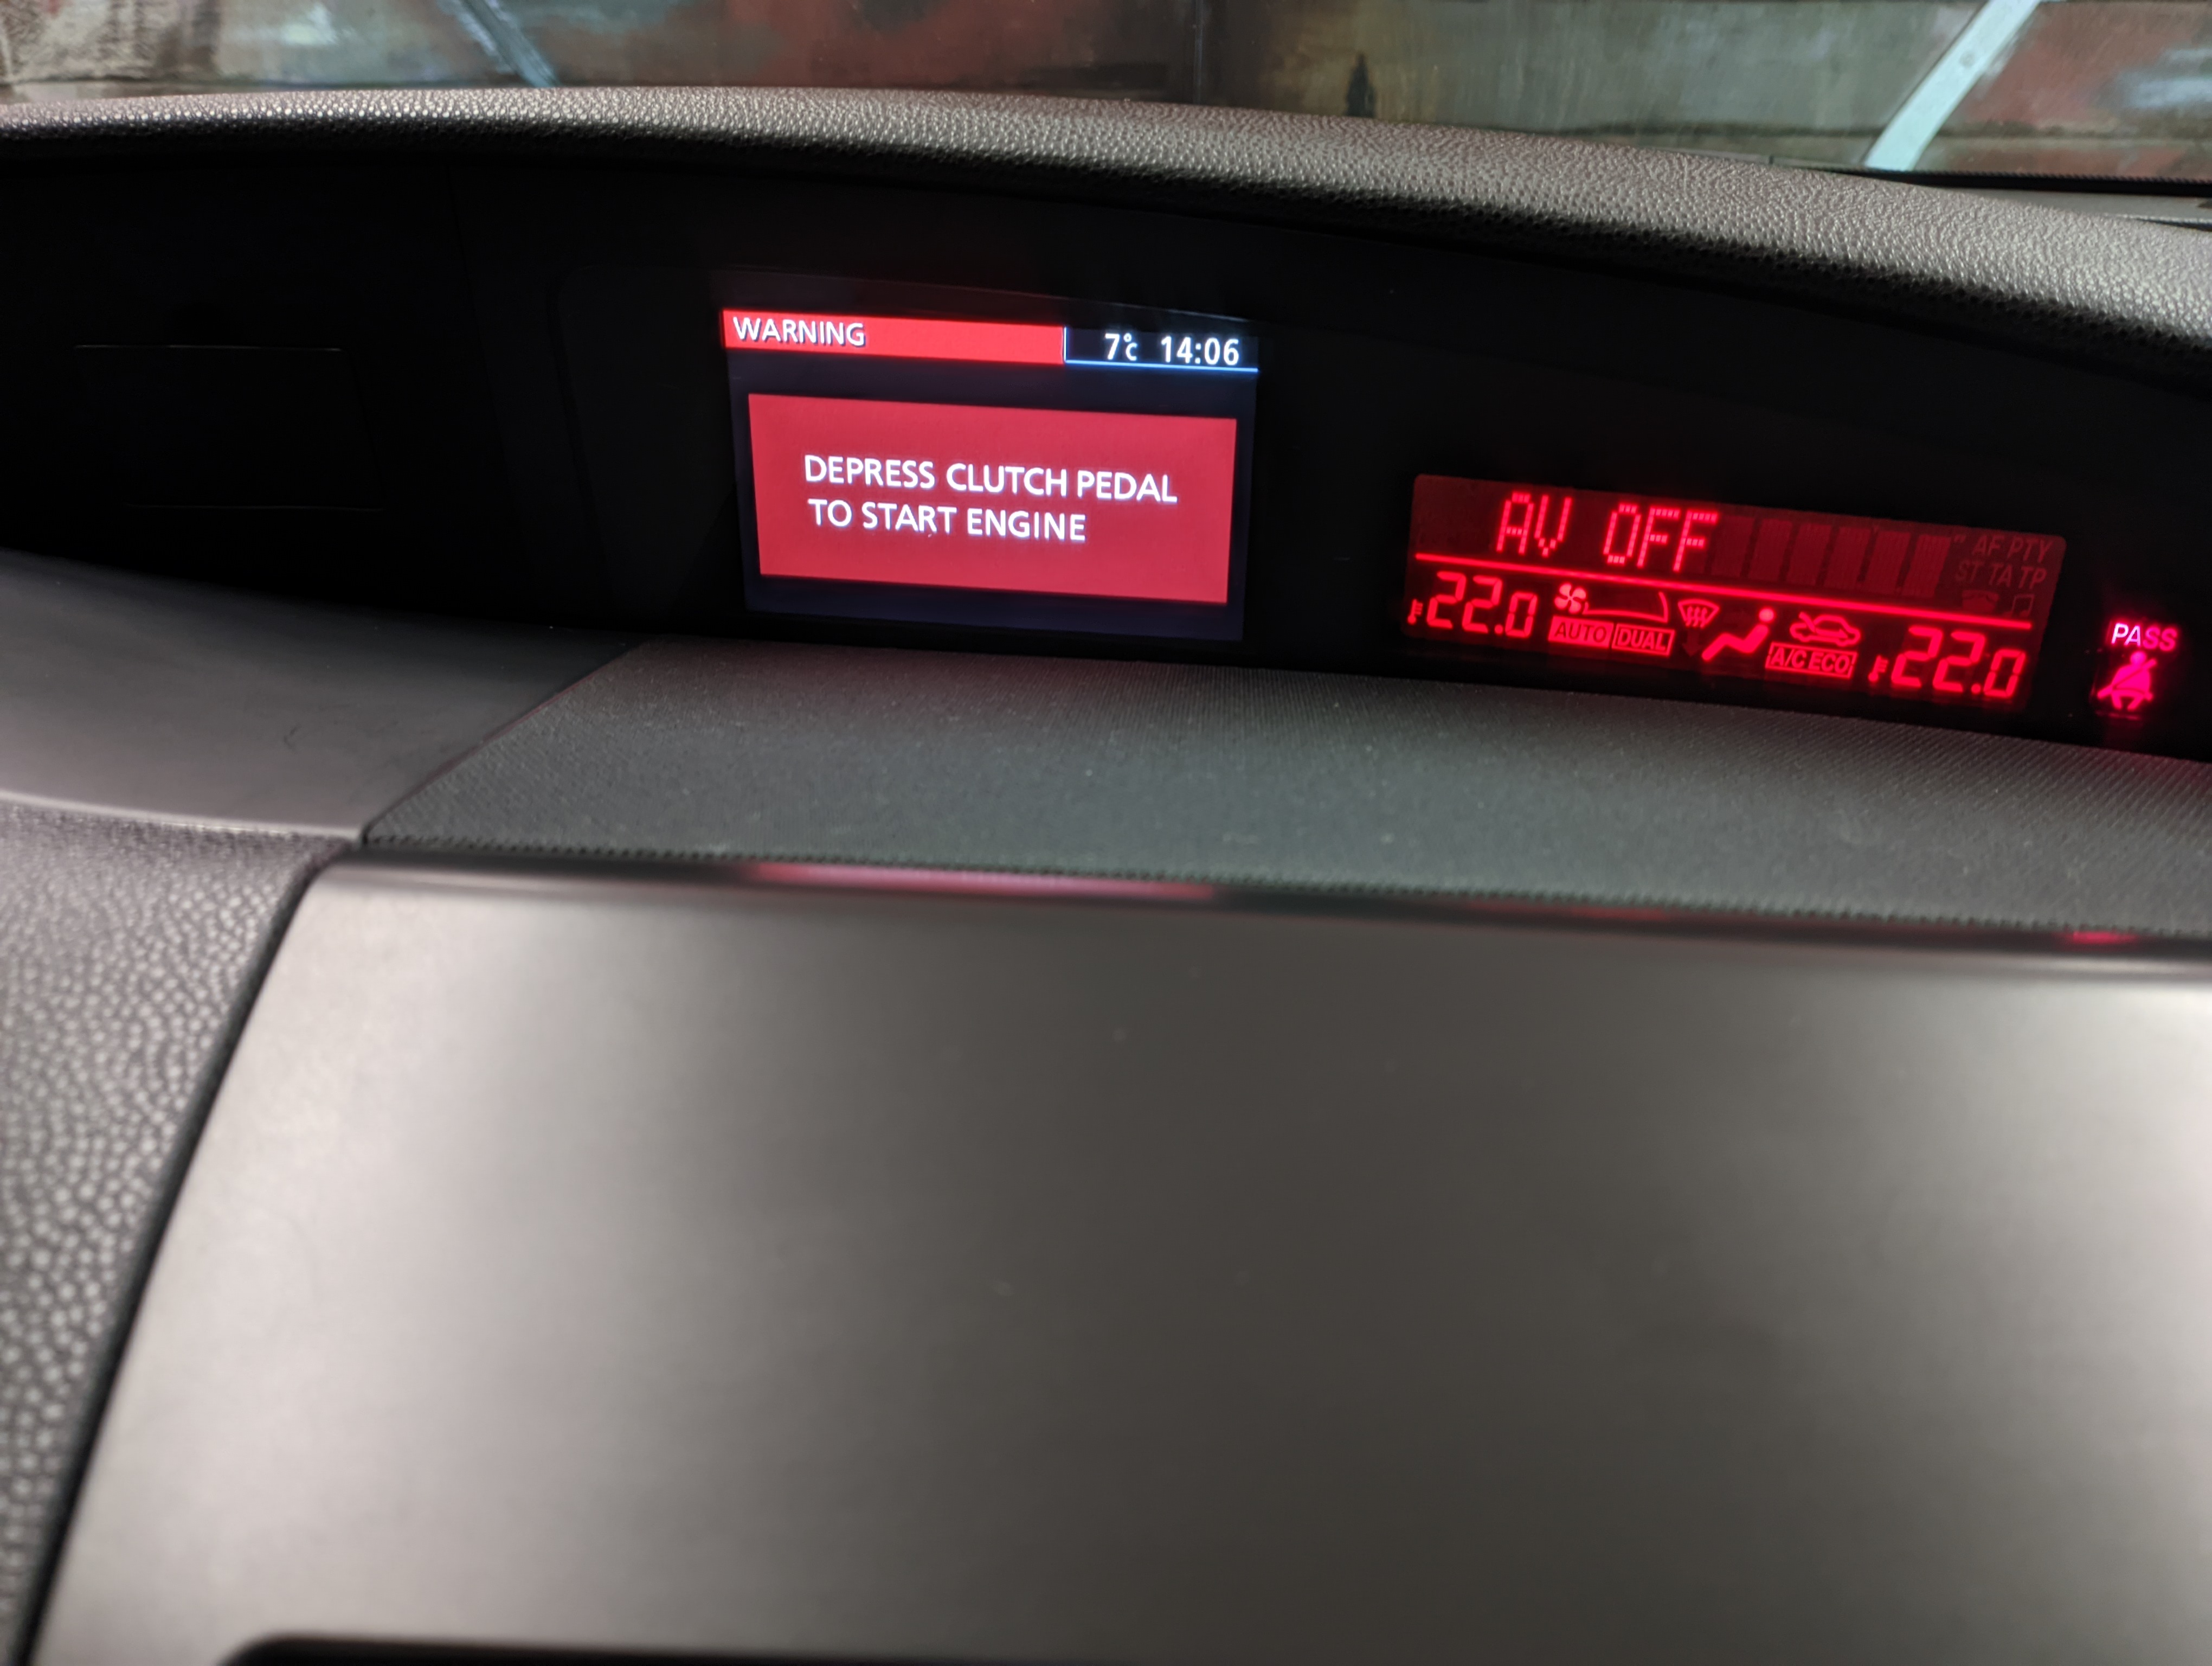 WARNING
7°C 14:06
DEPRESS CLUTCH PEDAL
TO START ENGINE
AV OFF
AF PTY
ST TA TP
22.0 AUTO DUAL A/C ECO 22.0
PASS